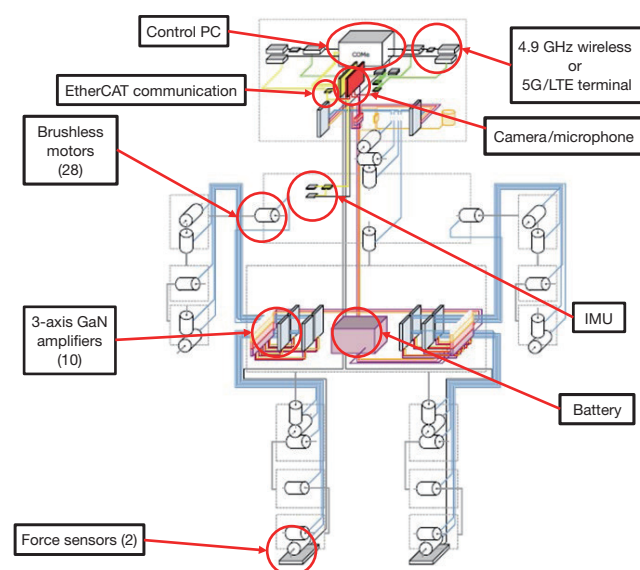 Control PC
COMe
4.9 GHz wireless
or
5G/LTE terminal
EtherCAT communication
Camera/microphone
Brushless
motors
(28)
3-axis GaN
amplifiers
(10)
IMU
Battery
Force sensors (2)